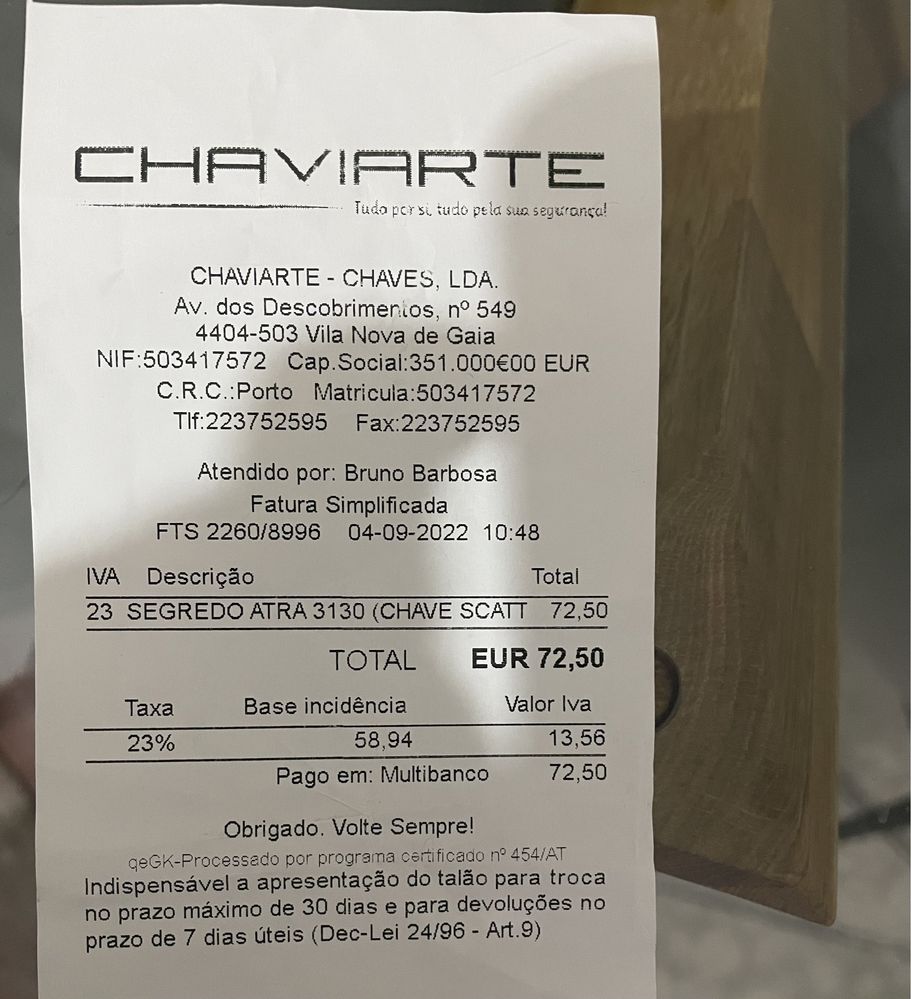 CHAVIARTE
Tudo por si, tudo pela sua segurança!
CHAVIARTE - CHAVES, LDA.
Av. dos Descobrimentos, nº 549
4404-503 Vila Nova de Gaia
NIF:503417572 Cap.Social:351.000€00 EUR
C.R.C.:Porto Matricula:503417572
Tlf:223752595 Fax:223752595
Atendido por: Bruno Barbosa
Fatura Simplificada
FTS 2260/8996 04-09-2022 10:48
IVA Descrição Total
23 SEGREDO ATRA 3130 (CHAVE SCATT 72,50
TOTAL EUR 72,50
Taxa Base incidência Valor Iva
23% 58,94 13,56
Pago em: Multibanco 72,50
Obrigado. Volte Sempre!
qeGK-Processado por programa certificado nº 454/AT
Indispensável a apresentação do talão para troca
no prazo máximo de 30 dias e para devoluções no
prazo de 7 dias úteis (Dec-Lei 24/96 - Art.9)